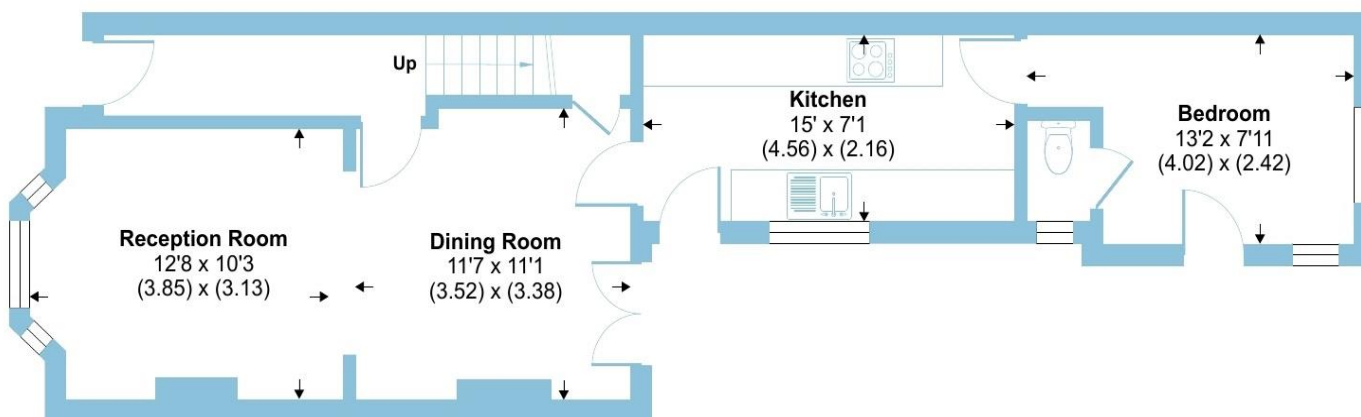 Up
Kitchen
15' x 7'1
(4.56) x (2.16)
Bedroom
13'2 x 7'11
(4.02) x (2.42)
Reception Room
12'8 x 10'3
(3.85) x (3.13)
Dining Room
11'7 x 11'1
(3.52) x (3.38)